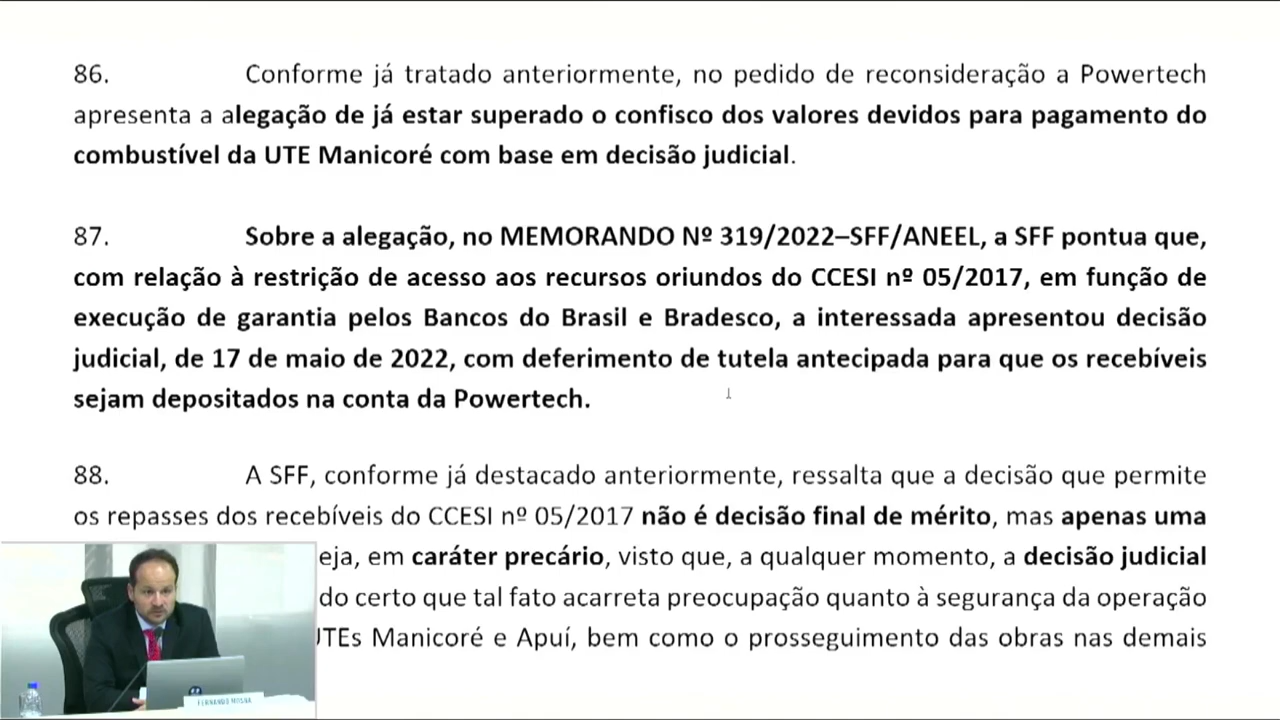 86. Conforme já tratado anteriormente, no pedido de reconsideração a Powertech
apresenta a alegação de já estar superado o confisco dos valores devidos para pagamento do
combustível da UTE Manicoré com base em decisão judicial.
87. Sobre a alegação, no MEMORANDO Nº 319/2022–SFF/ANEEL, a SFF pontua que,
com relação à restrição de acesso aos recursos oriundos do CCESI nº 05/2017, em função de
execução de garantia pelos Bancos do Brasil e Bradesco, a interessada apresentou decisão
judicial, de 17 de maio de 2022, com deferimento de tutela antecipada para que os recebíveis
sejam depositados na conta da Powertech.
88. A SFF, conforme já destacado anteriormente, ressalta que a decisão que permite
os repasses dos recebíveis do CCESI nº 05/2017 não é decisão final de mérito, mas apenas uma
eja, em caráter precário, visto que, a qualquer momento, a decisão judicial
do certo que tal fato acarreta preocupação quanto à segurança da operação
UTEs Manicoré e Apuí, bem como o prosseguimento das obras nas demais
FERNANDO MOSNA